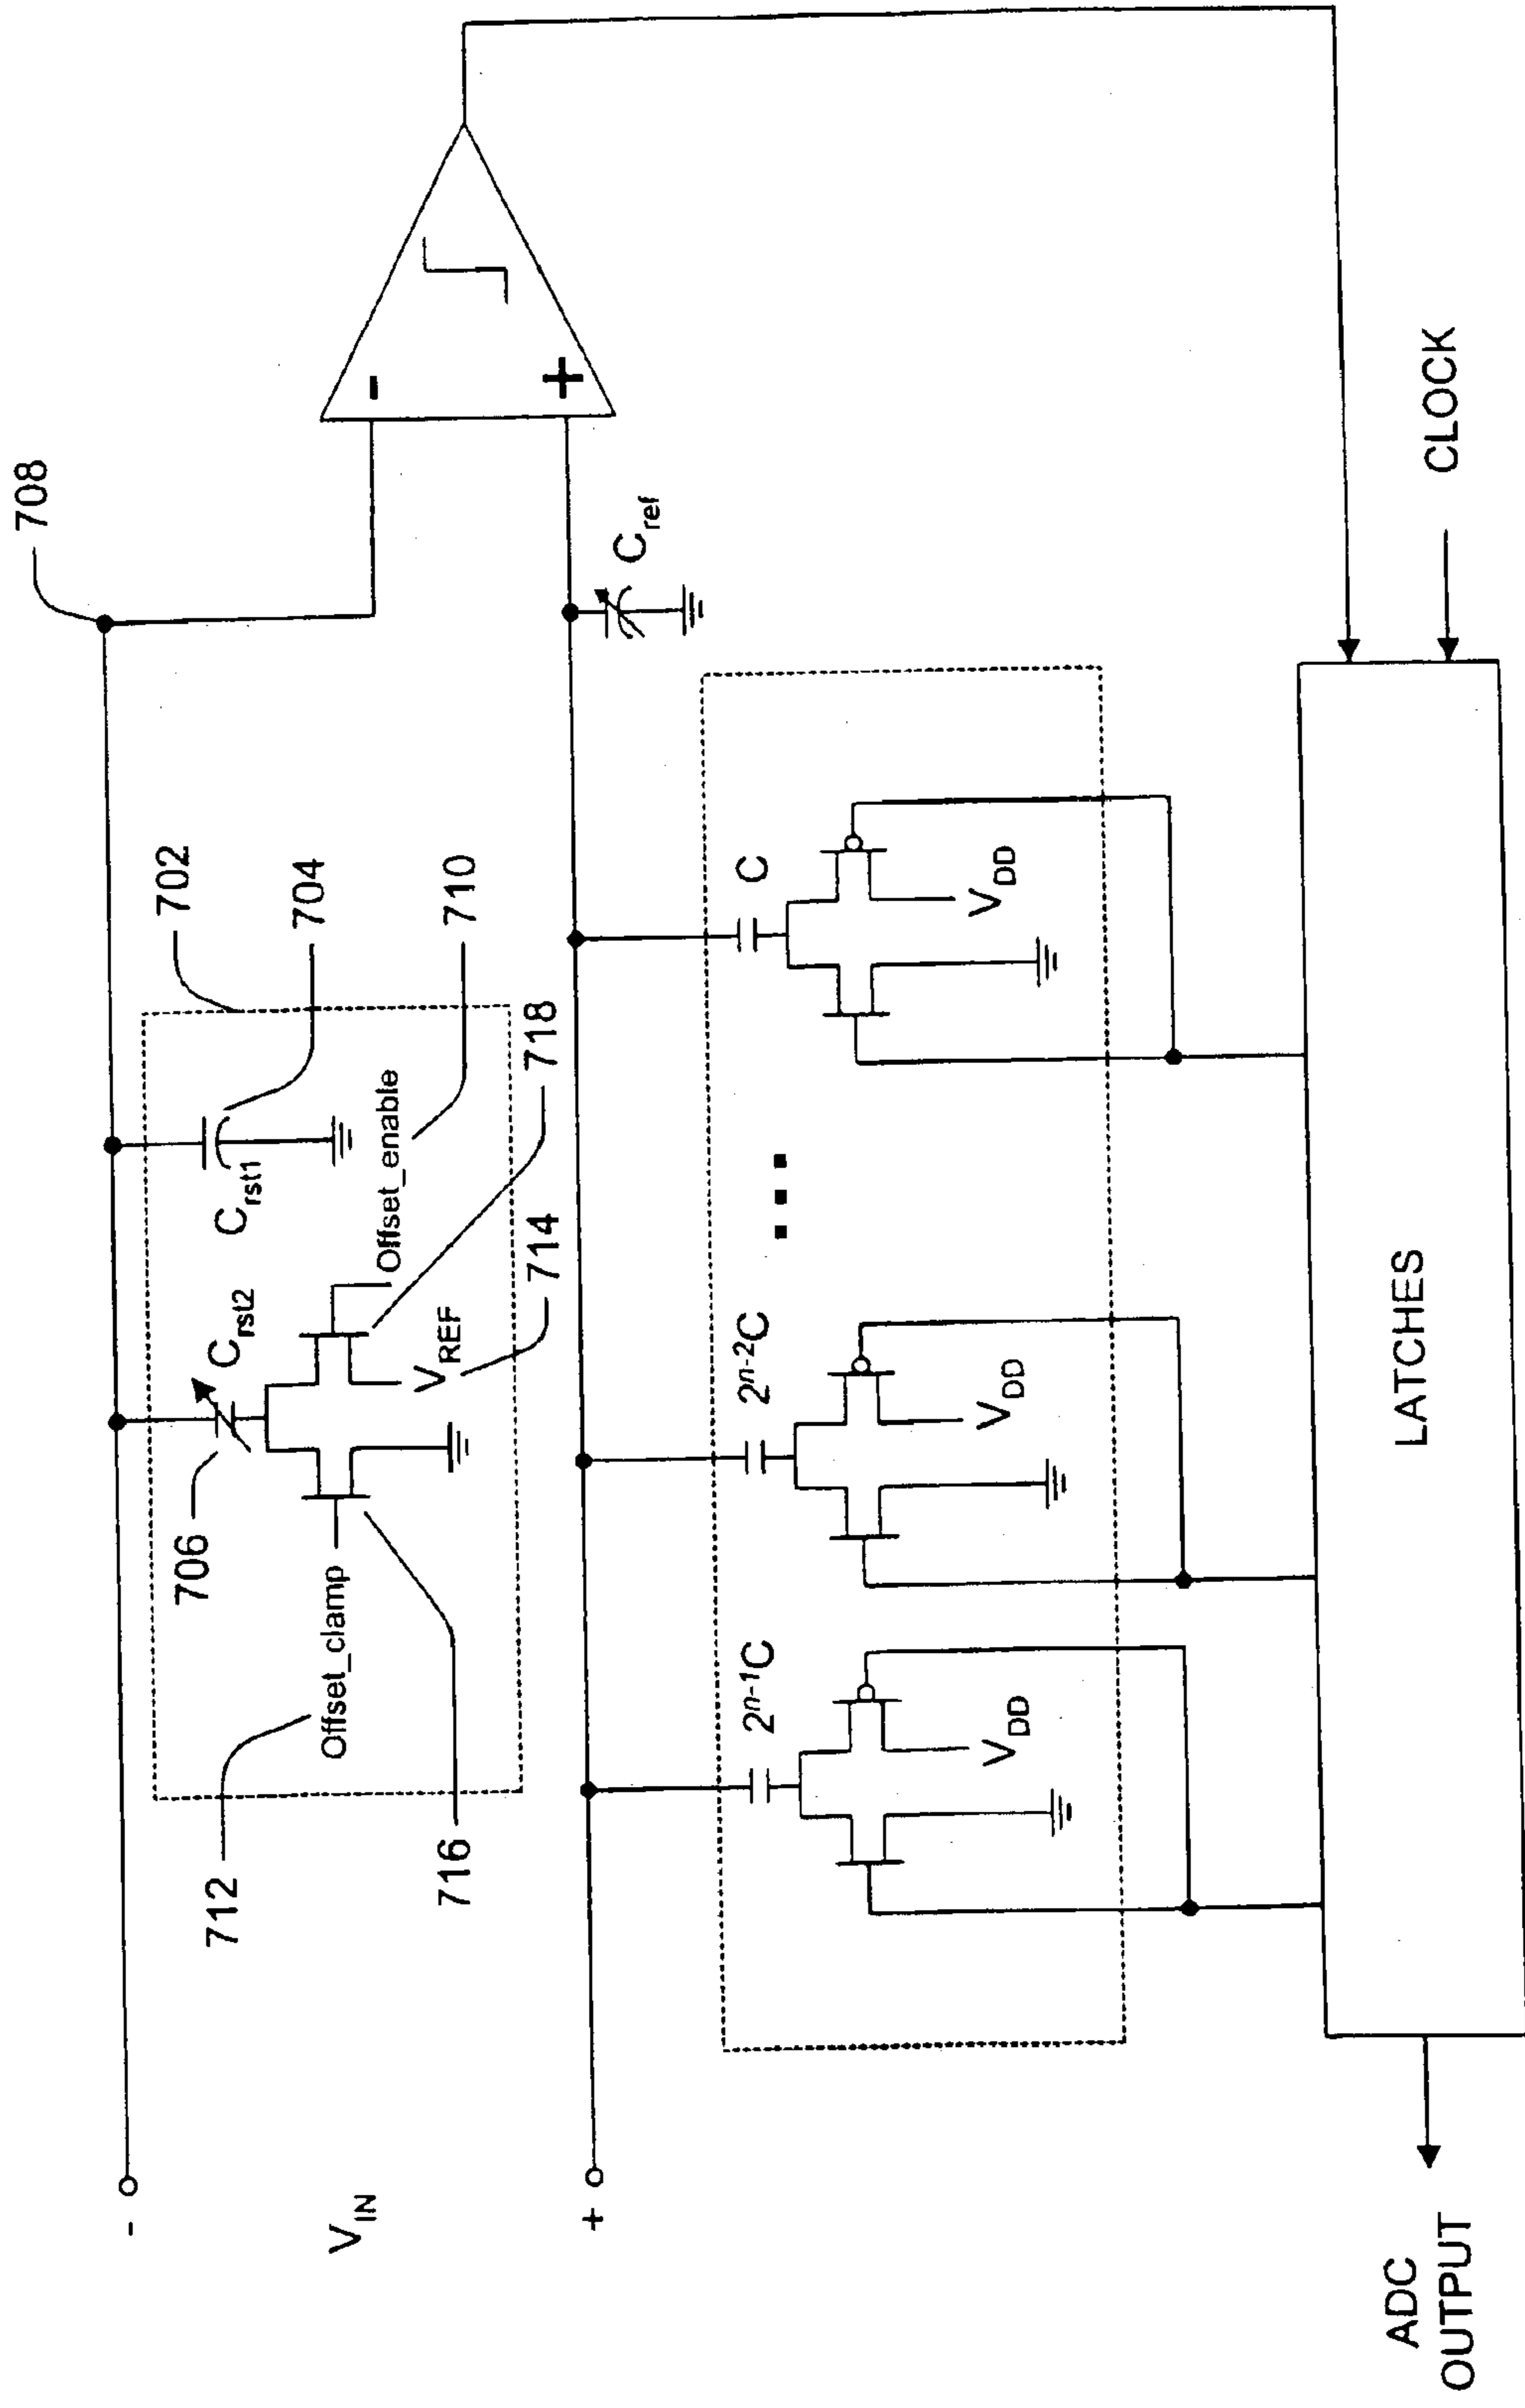 708
702
704
710
718
714
706
712
716
C_rst1
C_rst2
Offset_enable
V_REF
Offset_clamp
-
V_IN
+
-
+
C_ref
2^n-1C
2^n-2C
C
V_DD
V_DD
V_DD
LATCHES
CLOCK
ADC
OUTPUT